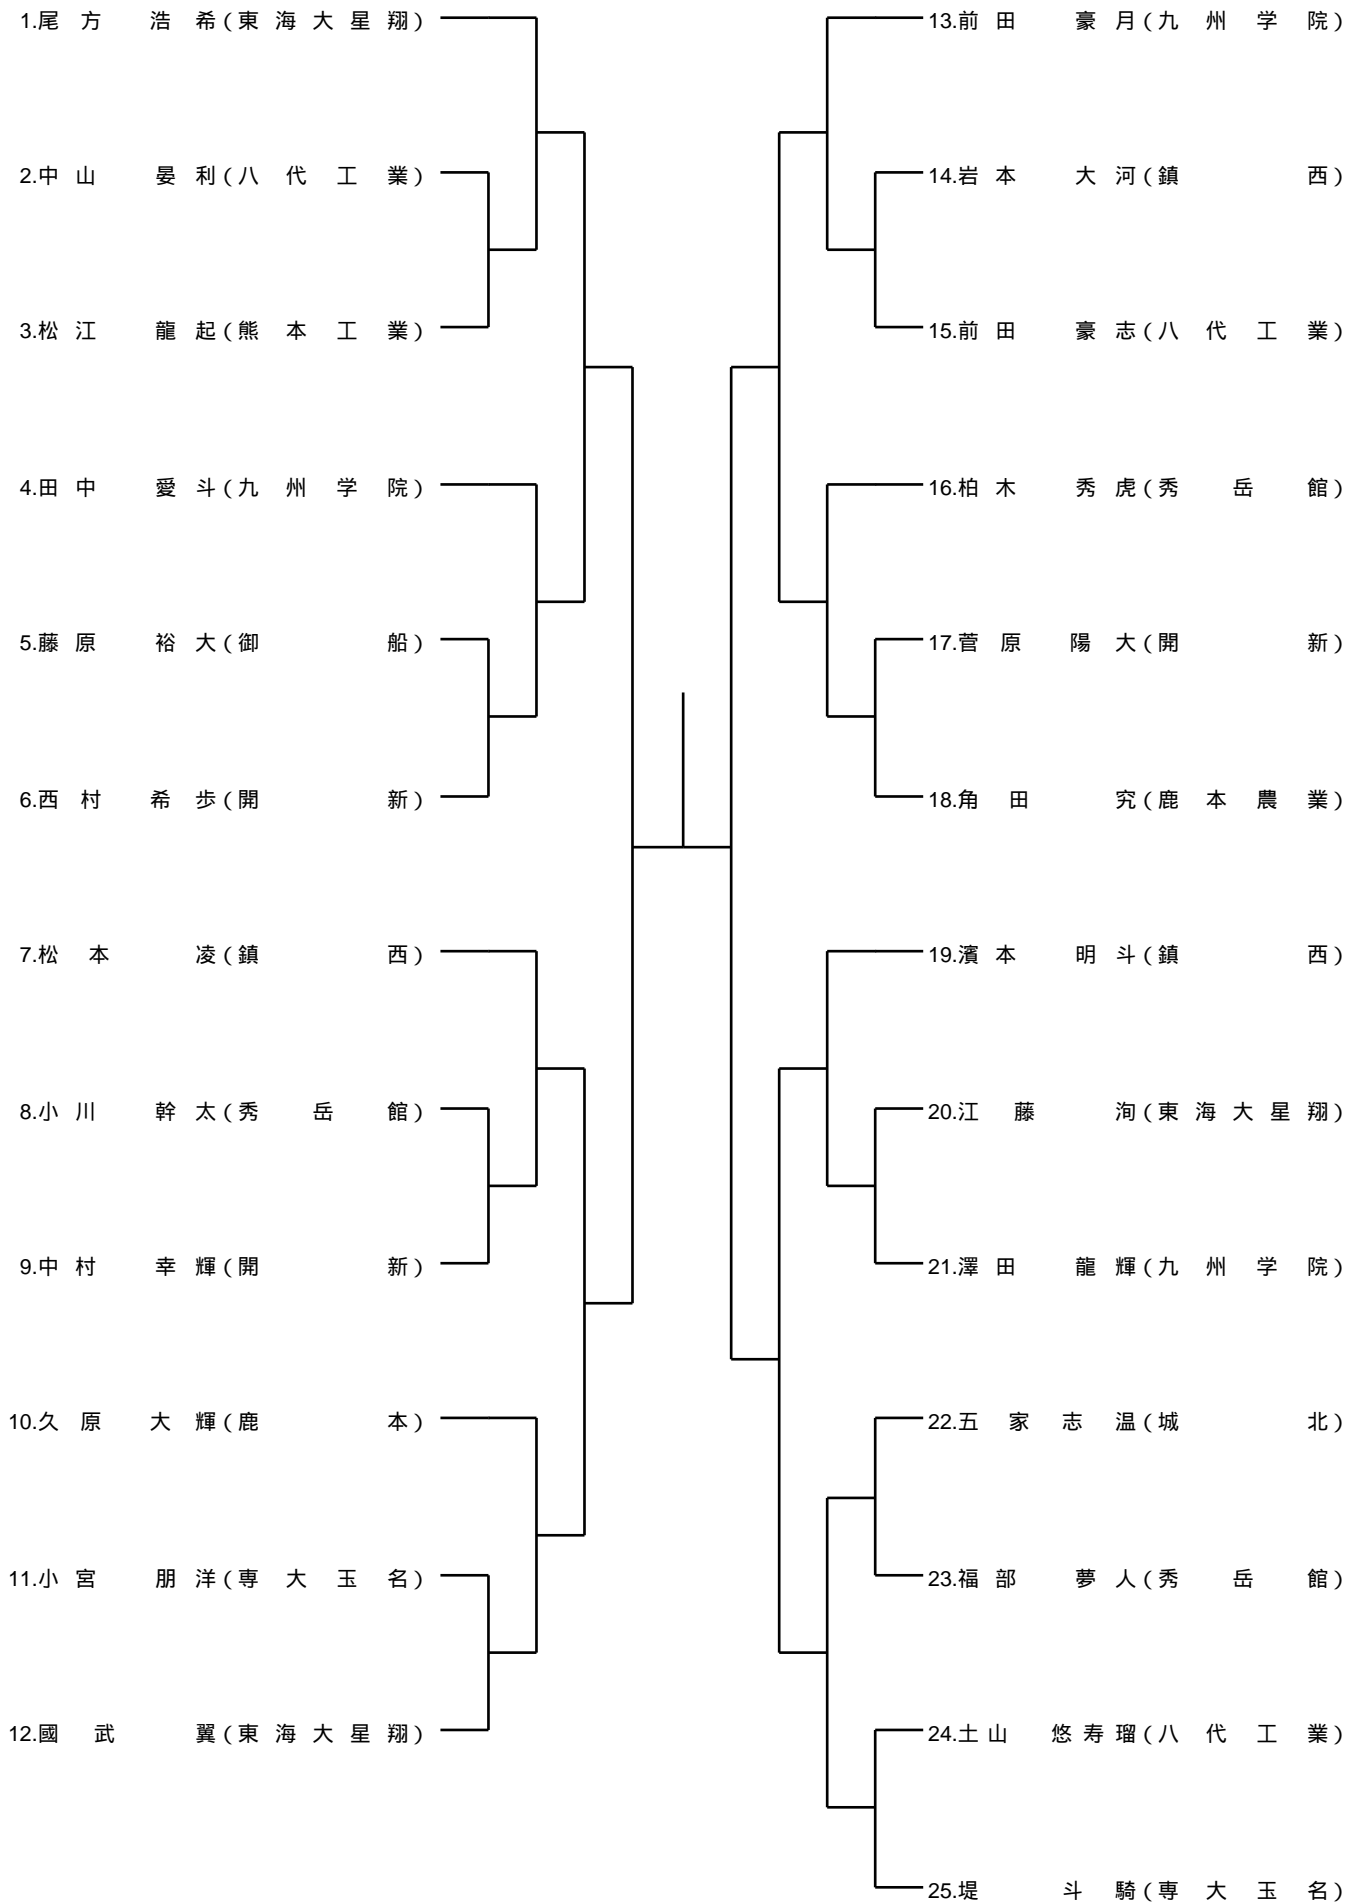 1.尾方 浩希(東海大星翔)
2.中山 晏利(八代工業)
3.松江 龍起(熊本工業)
4.田中 愛斗(九州学院)
5.藤原 裕大(御船)
6.西村 希歩(開新)
7.松本 凌(鎮西)
8.小川 幹太(秀岳館)
9.中村 幸輝(開新)
10.久原 大輝(鹿本)
11.小宮 朋洋(専大玉名)
12.國武 翼(東海大星翔)
13.前田 豪月(九州学院)
14.岩本 大河(鎮西)
15.前田 豪志(八代工業)
16.柏木 秀虎(秀岳館)
17.菅原 陽大(開新)
18.角田 究(鹿本農業)
19.濱本 明斗(鎮西)
20.江藤 洵(東海大星翔)
21.澤田 龍輝(九州学院)
22.五家志温(城北)
23.福部 夢人(秀岳館)
24.土山 悠寿瑠(八代工業)
25.堤 斗騎(専大玉名)